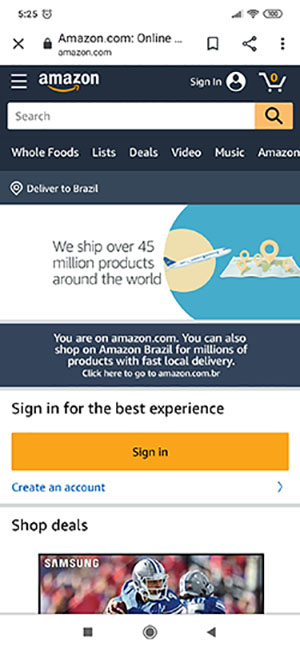 5:25
100
Amazon.com: Online ...
amazon.com
amazon
Sign In
0
Search
Whole Foods Lists Deals Video Music Amazon
Deliver to Brazil
We ship over 45
million products
around the world
You are on amazon.com. You can also
shop on Amazon Brazil for millions of
products with fast local delivery.
Click here to go to amazon.com.br
Sign in for the best experience
Sign in
Create an account
Shop deals
SAMSUNG